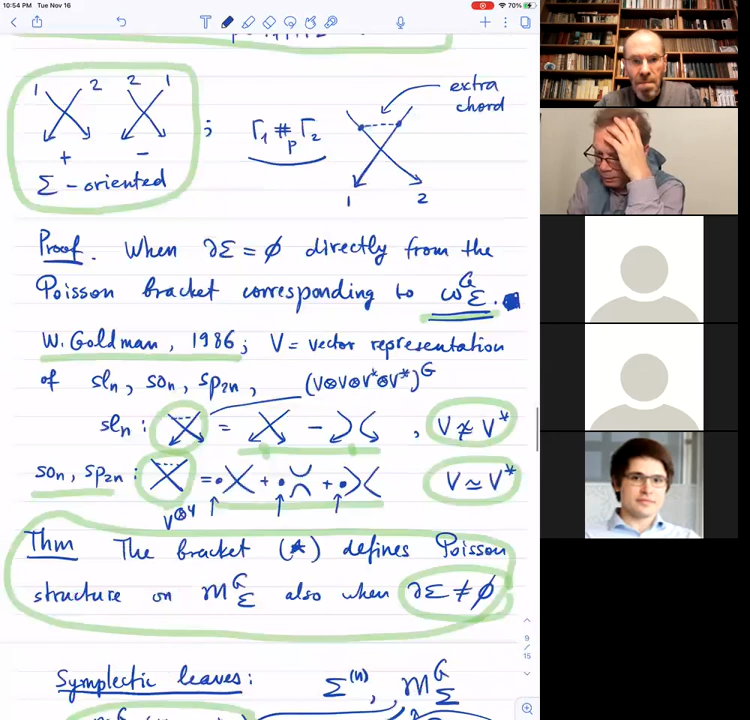 10:54 PM Tue Nov 16
70%
1 2 2 1
+ −
Σ - oriented
;
Γ₁ #ₚ Γ₂
extra
chord
1 2
Proof. When ∂Σ = ∅ directly from the
Poisson bracket corresponding to ω^G_Σ.
W. Goldman, 1986; V = vector representation
of sl_n, so_n, sp_2n, (V⊗V⊗V*⊗V*)^G
sl_n : = − , V ≄ V*
so_n, sp_2n : = · + · + · V ≃ V*
V^⊗4
Thm The bracket (*) defines Poisson
structure on M^G_Σ also when ∂Σ ≠ ∅
9
/
15
Symplectic leaves: Σ^(n), M^G_Σ